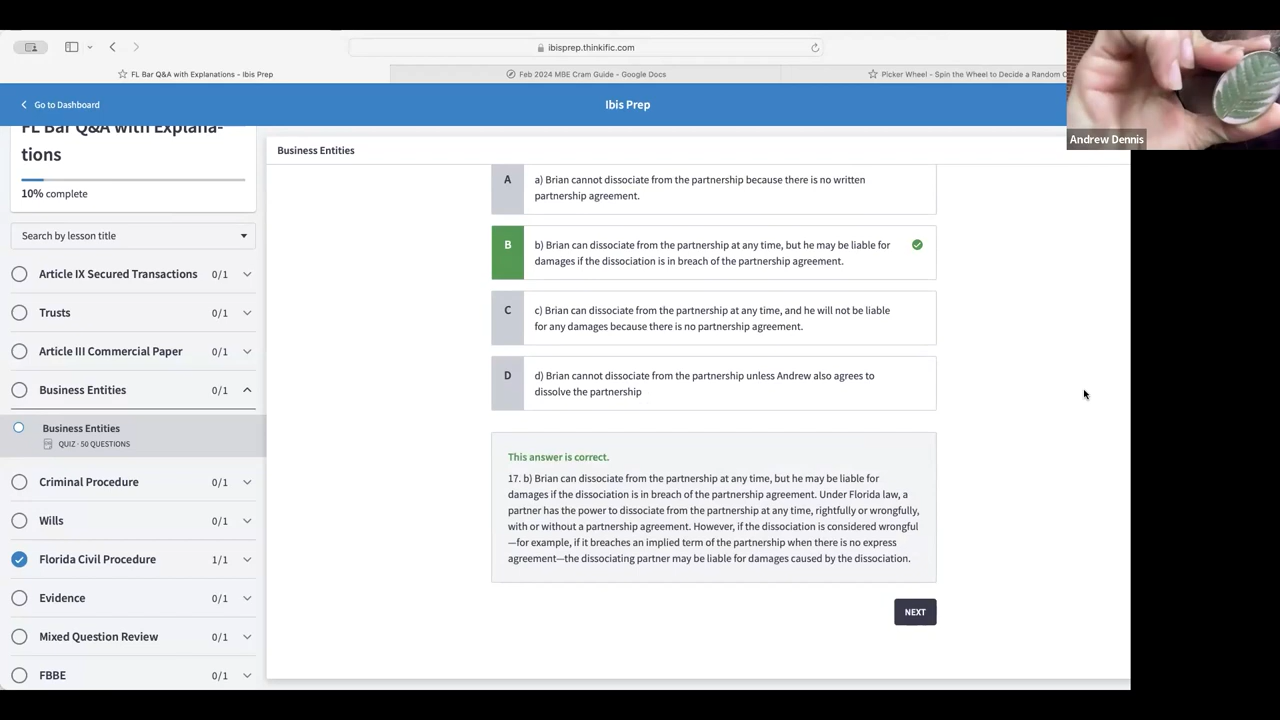 ibisprep.thinkific.com
FL Bar Q&A with Explanations - Ibis Prep
Feb 2024 MBE Cram Guide - Google Docs
Picker Wheel - Spin the Wheel to Decide a Random C
Go to Dashboard
Ibis Prep
Andrew Dennis
FL Bar Q&A with Explana-
tions
10% complete
Search by lesson title
Article IX Secured Transactions 0/1
Trusts 0/1
Article III Commercial Paper 0/1
Business Entities 0/1
Business Entities
QUIZ · 50 QUESTIONS
Criminal Procedure 0/1
Wills 0/1
Florida Civil Procedure 1/1
Evidence 0/1
Mixed Question Review 0/1
FBBE 0/1
Business Entities
A a) Brian cannot dissociate from the partnership because there is no written
partnership agreement.
B b) Brian can dissociate from the partnership at any time, but he may be liable for
damages if the dissociation is in breach of the partnership agreement.
C c) Brian can dissociate from the partnership at any time, and he will not be liable
for any damages because there is no partnership agreement.
D d) Brian cannot dissociate from the partnership unless Andrew also agrees to
dissolve the partnership
This answer is correct.
17. b) Brian can dissociate from the partnership at any time, but he may be liable for
damages if the dissociation is in breach of the partnership agreement. Under Florida law, a
partner has the power to dissociate from the partnership at any time, rightfully or wrongfully,
with or without a partnership agreement. However, if the dissociation is considered wrongful
—for example, if it breaches an implied term of the partnership when there is no express
agreement—the dissociating partner may be liable for damages caused by the dissociation.
NEXT